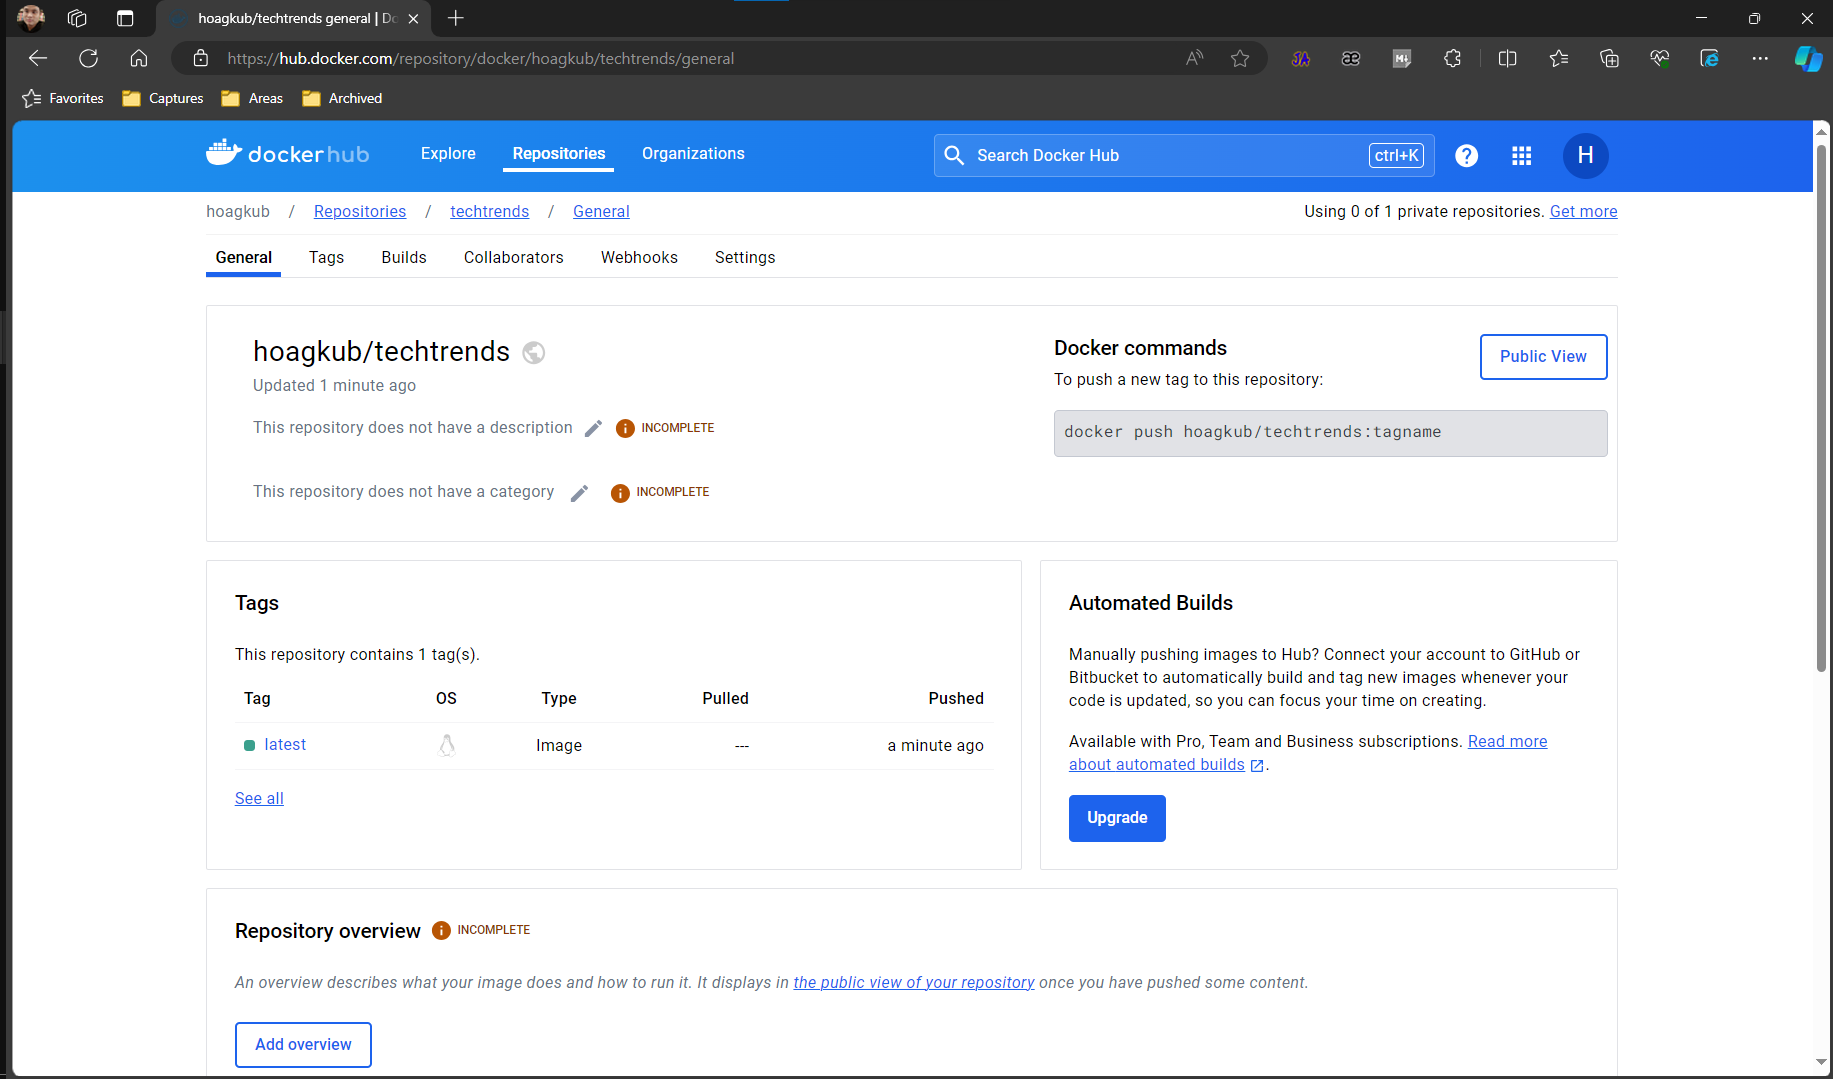 hoagkub/techtrends general | Do
https://hub.docker.com/repository/docker/hoagkub/techtrends/general
Favorites Captures Areas Archived
dockerhub Explore Repositories Organizations Search Docker Hub ctrl+K ? H
hoagkub / Repositories / techtrends / General Using 0 of 1 private repositories. Get more
General Tags Builds Collaborators Webhooks Settings
hoagkub/techtrends
Updated 1 minute ago
This repository does not have a description INCOMPLETE
This repository does not have a category INCOMPLETE
Docker commands
Public View
To push a new tag to this repository:
docker push hoagkub/techtrends:tagname
Tags
This repository contains 1 tag(s).
Tag OS Type Pulled Pushed
latest Image --- a minute ago
See all
Automated Builds
Manually pushing images to Hub? Connect your account to GitHub or
Bitbucket to automatically build and tag new images whenever your
code is updated, so you can focus your time on creating.
Available with Pro, Team and Business subscriptions. Read more
about automated builds .
Upgrade
Repository overview INCOMPLETE
An overview describes what your image does and how to run it. It displays in the public view of your repository once you have pushed some content.
Add overview